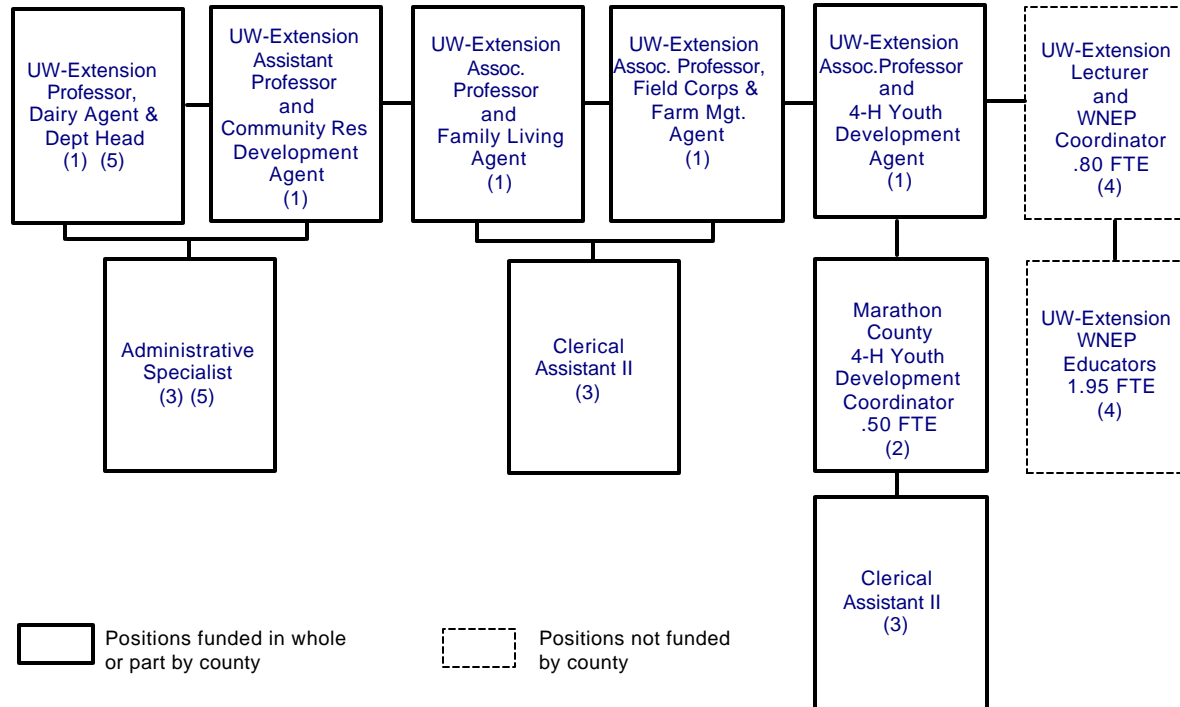 UW-Extension
Professor,
Dairy Agent &
Dept Head
(1) (5)
UW-Extension
Assistant
Professor
and
Community Res
Development
Agent
(1)
UW-Extension
Assoc.
Professor
and
Family Living
Agent
(1)
UW-Extension
Assoc. Professor,
Field Corps &
Farm Mgt.
Agent
(1)
UW-Extension
Assoc.Professor
and
4-H Youth
Development
Agent
(1)
UW-Extension
Lecturer
and
WNEP
Coordinator
.80 FTE
(4)
Administrative
Specialist
(3) (5)
Clerical
Assistant II
(3)
Marathon
County
4-H Youth
Development
Coordinator
.50 FTE
(2)
UW-Extension
WNEP
Educators
1.95 FTE
(4)
Clerical
Assistant II
(3)
Positions funded in whole
or part by county
Positions not funded
by county